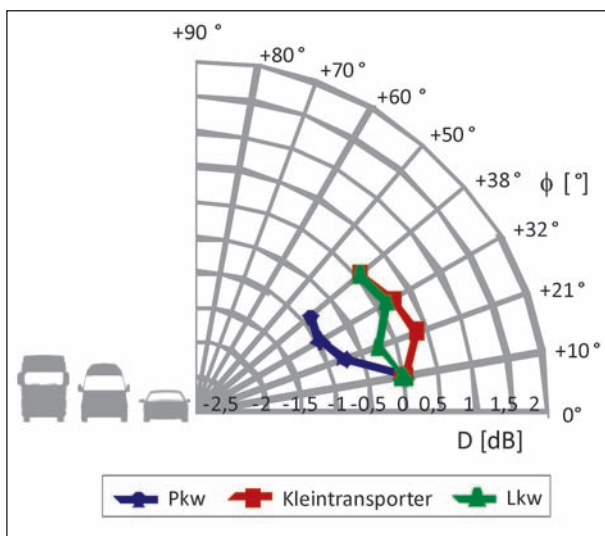 +90°
+80°
+70°
+60°
+50°
+38°
ϕ [°]
+32°
+21°
+10°
-2,5 -2 -1,5 -1 -0,5 0 0,5 1 1,5 2 0°
D [dB]
Pkw Kleintransporter Lkw